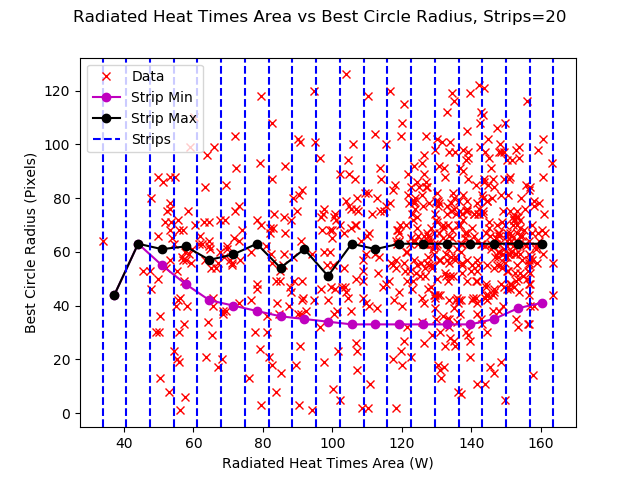 Radiated Heat Times Area vs Best Circle Radius, Strips=20
Data
Strip Min
Strip Max
Strips
120
100
80
60
40
20
0
Best Circle Radius (Pixels)
40 60 80 100 120 140 160
Radiated Heat Times Area (W)